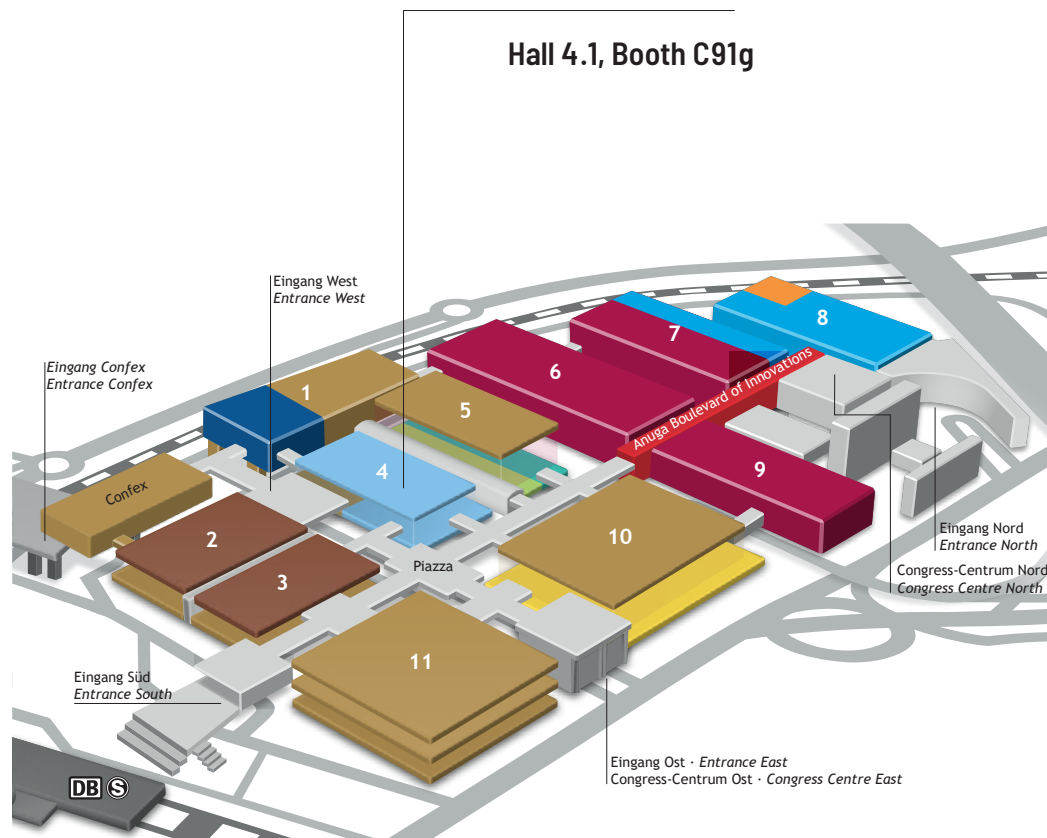 Hall 4.1, Booth C91g
Eingang West
Entrance West
Eingang Confex
Entrance Confex
1
5
6
7
8
Anuga Boulevard of Innovations
4
9
Confex
2
3
10
Piazza
11
Eingang Nord
Entrance North
Congress-Centrum Nord
Congress Centre North
Eingang Süd
Entrance South
Eingang Ost · Entrance East
Congress-Centrum Ost · Congress Centre East
DB S